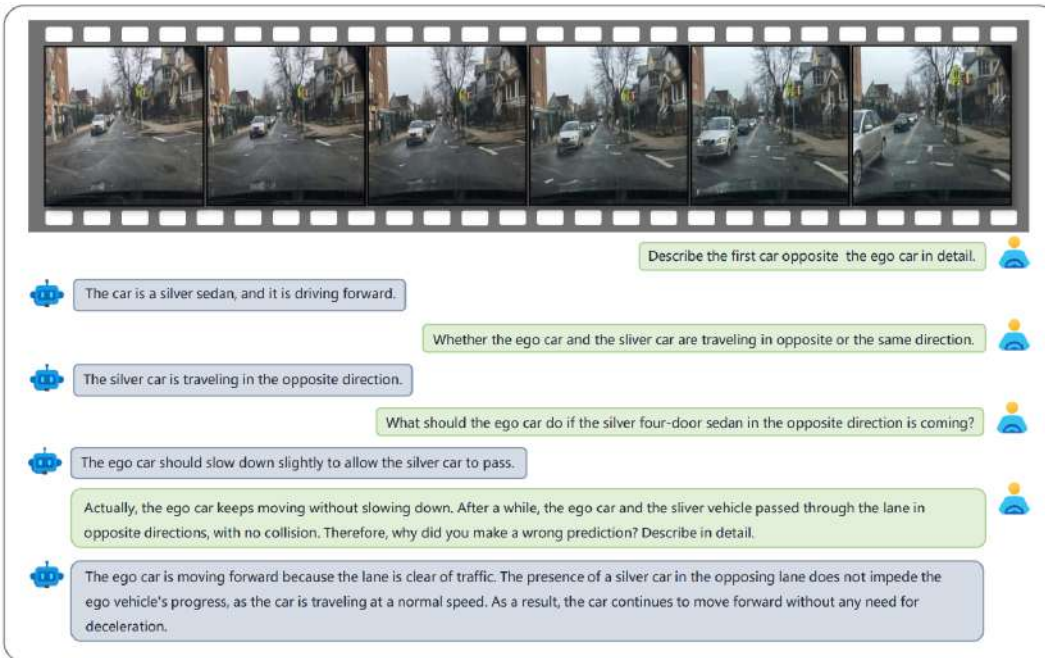 Describe the first car opposite the ego car in detail.
The car is a silver sedan, and it is driving forward.
Whether the ego car and the sliver car are traveling in opposite or the same direction.
The silver car is traveling in the opposite direction.
What should the ego car do if the silver four-door sedan in the opposite direction is coming?
The ego car should slow down slightly to allow the silver car to pass.
Actually, the ego car keeps moving without slowing down. After a while, the ego car and the sliver vehicle passed through the lane in
opposite directions, with no collision. Therefore, why did you make a wrong prediction? Describe in detail.
The ego car is moving forward because the lane is clear of traffic. The presence of a silver car in the opposing lane does not impede the
ego vehicle's progress, as the car is traveling at a normal speed. As a result, the car continues to move forward without any need for
deceleration.